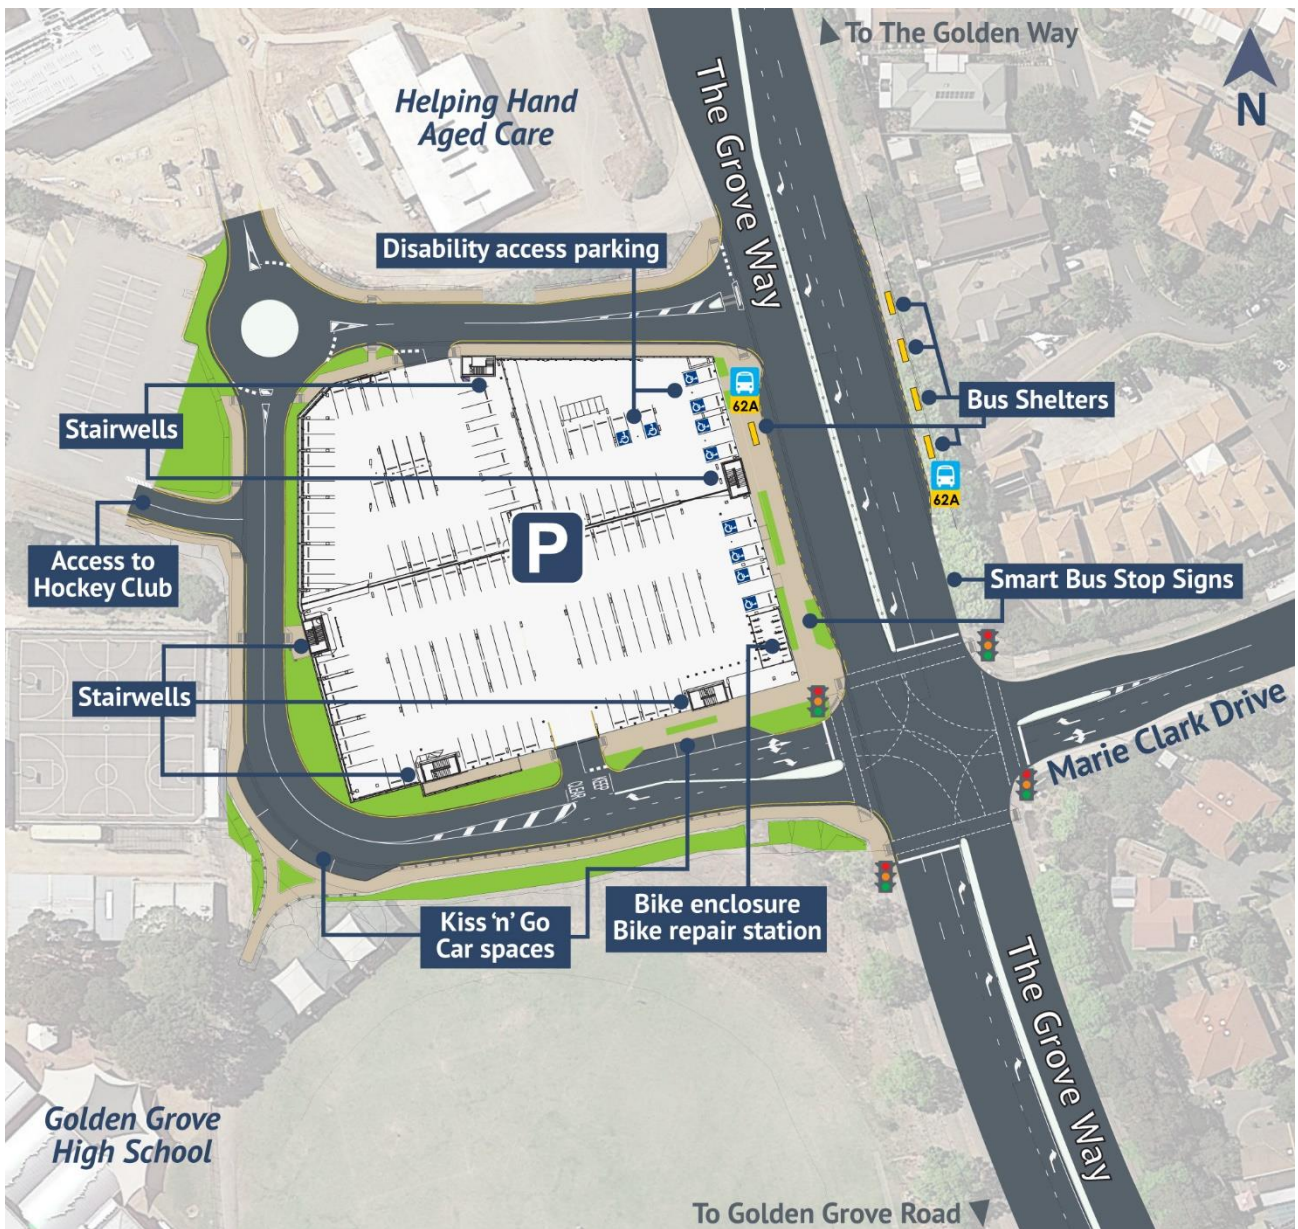 To The Golden Way
N
The Grove Way
Helping Hand
Aged Care
Disability access parking
62A
Bus Shelters
Stairwells
62A
P
Access to
Hockey Club
Smart Bus Stop Signs
Stairwells
Marie Clark Drive
KEEP
CLEAR
Kiss 'n' Go
Car spaces
Bike enclosure
Bike repair station
The Grove Way
Golden Grove
High School
To Golden Grove Road